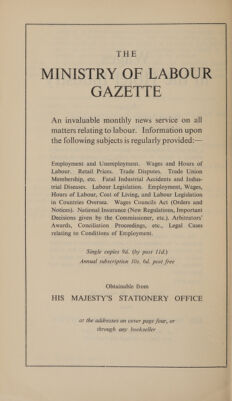 THE
MINISTRY OF LABOUR
GAZETTE
An invaluable monthly news service on all
matters relating to labour. Information upon
the following subjects is regularly provided:—
Employment and Unemployment. Wages and Hours of
Labour. Retail Prices. Trade Disputes. Trade Union
Membership, etc. Fatal Industrial Accidents and Indus-
trial Diseases. Labour Legislation. Employment, Wages,
Hours of Labour, Cost of Living, and Labour Legislation
in Countries Oversea. Wages Councils Act (Orders and
Notices). National Insurance (New Regulations, Important
Decisions given by the Commissioner, etc.). Arbitrators'
Awards, Conciliation Proceedings, etc., Legal Cases
relating to Conditions of Employment.
Single copies 9d. (by post 11d.)
Annual subscription 10s. 6d. post free
Obtainable from
HIS MAJESTY'S STATIONERY OFFICE
at the addresses on cover page four, or
through any bookseller